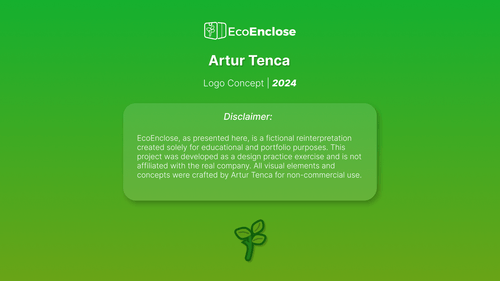 EcoEnclose
Artur Tenca
Logo Concept | 2024
Disclaimer:
EcoEnclose, as presented here, is a fictional reinterpretation
created solely for educational and portfolio purposes. This
project was developed as a design practice exercise and is not
affiliated with the real company. All visual elements and
concepts were crafted by Artur Tenca for non-commercial use.